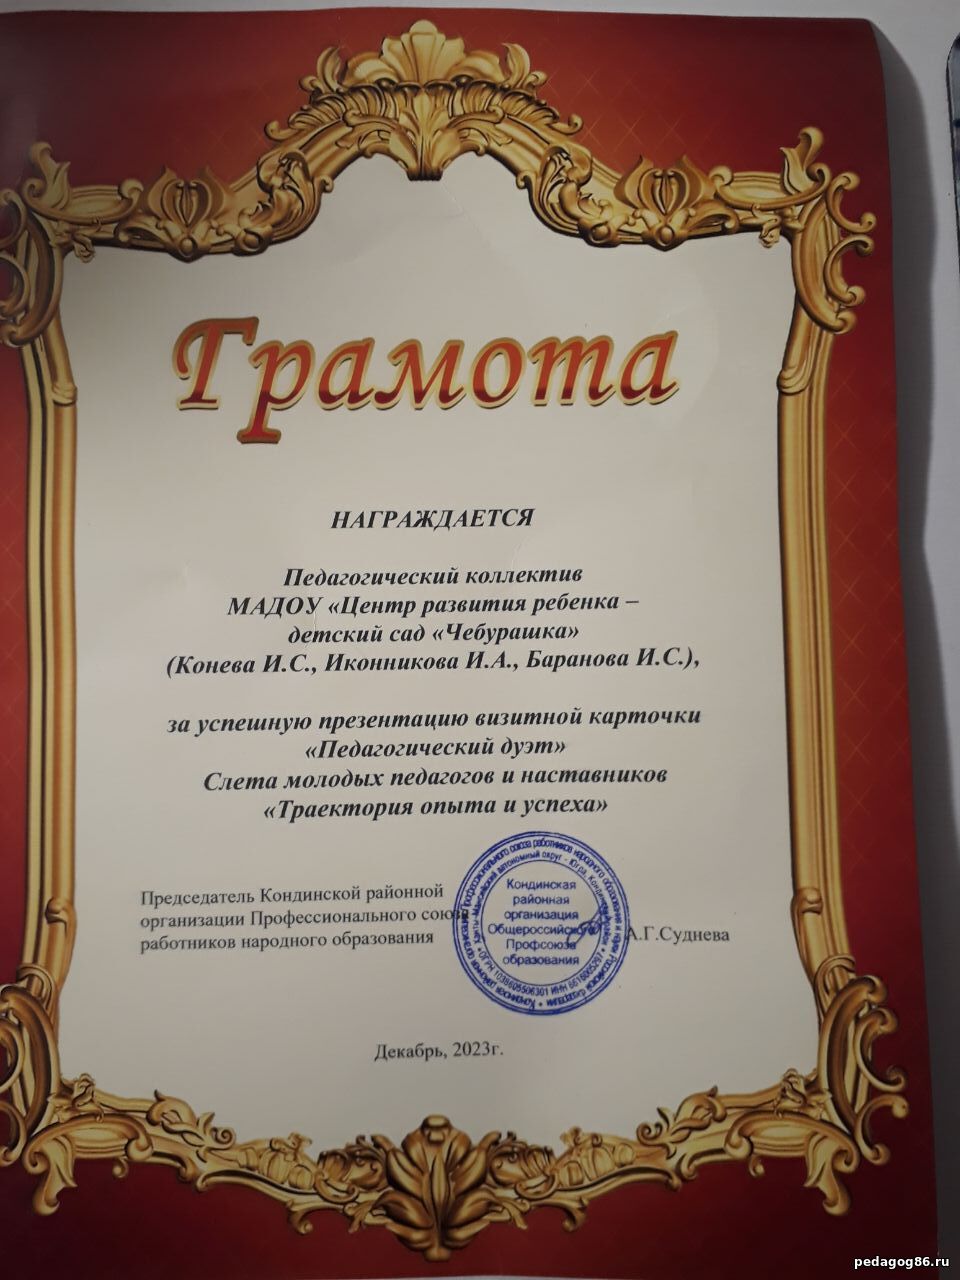 Грамота
НАГРАЖДАЕТСЯ
Педагогический коллектив
МАДОУ «Центр развития ребенка –
детский сад «Чебурашка»
(Конева И.С., Иконникова И.А., Баранова И.С.),
за успешную презентацию визитной карточки
«Педагогический дуэт»
Слета молодых педагогов и наставников
«Траектория опыта и успеха»
Председатель Кондинской районной
организации Профессионального союза
работников народного образования
Кондинская
районная
организация
Общероссийского
Профсоюза
образования
А.Г.Суднева
Декабрь, 2023г.
pedagog86.ru